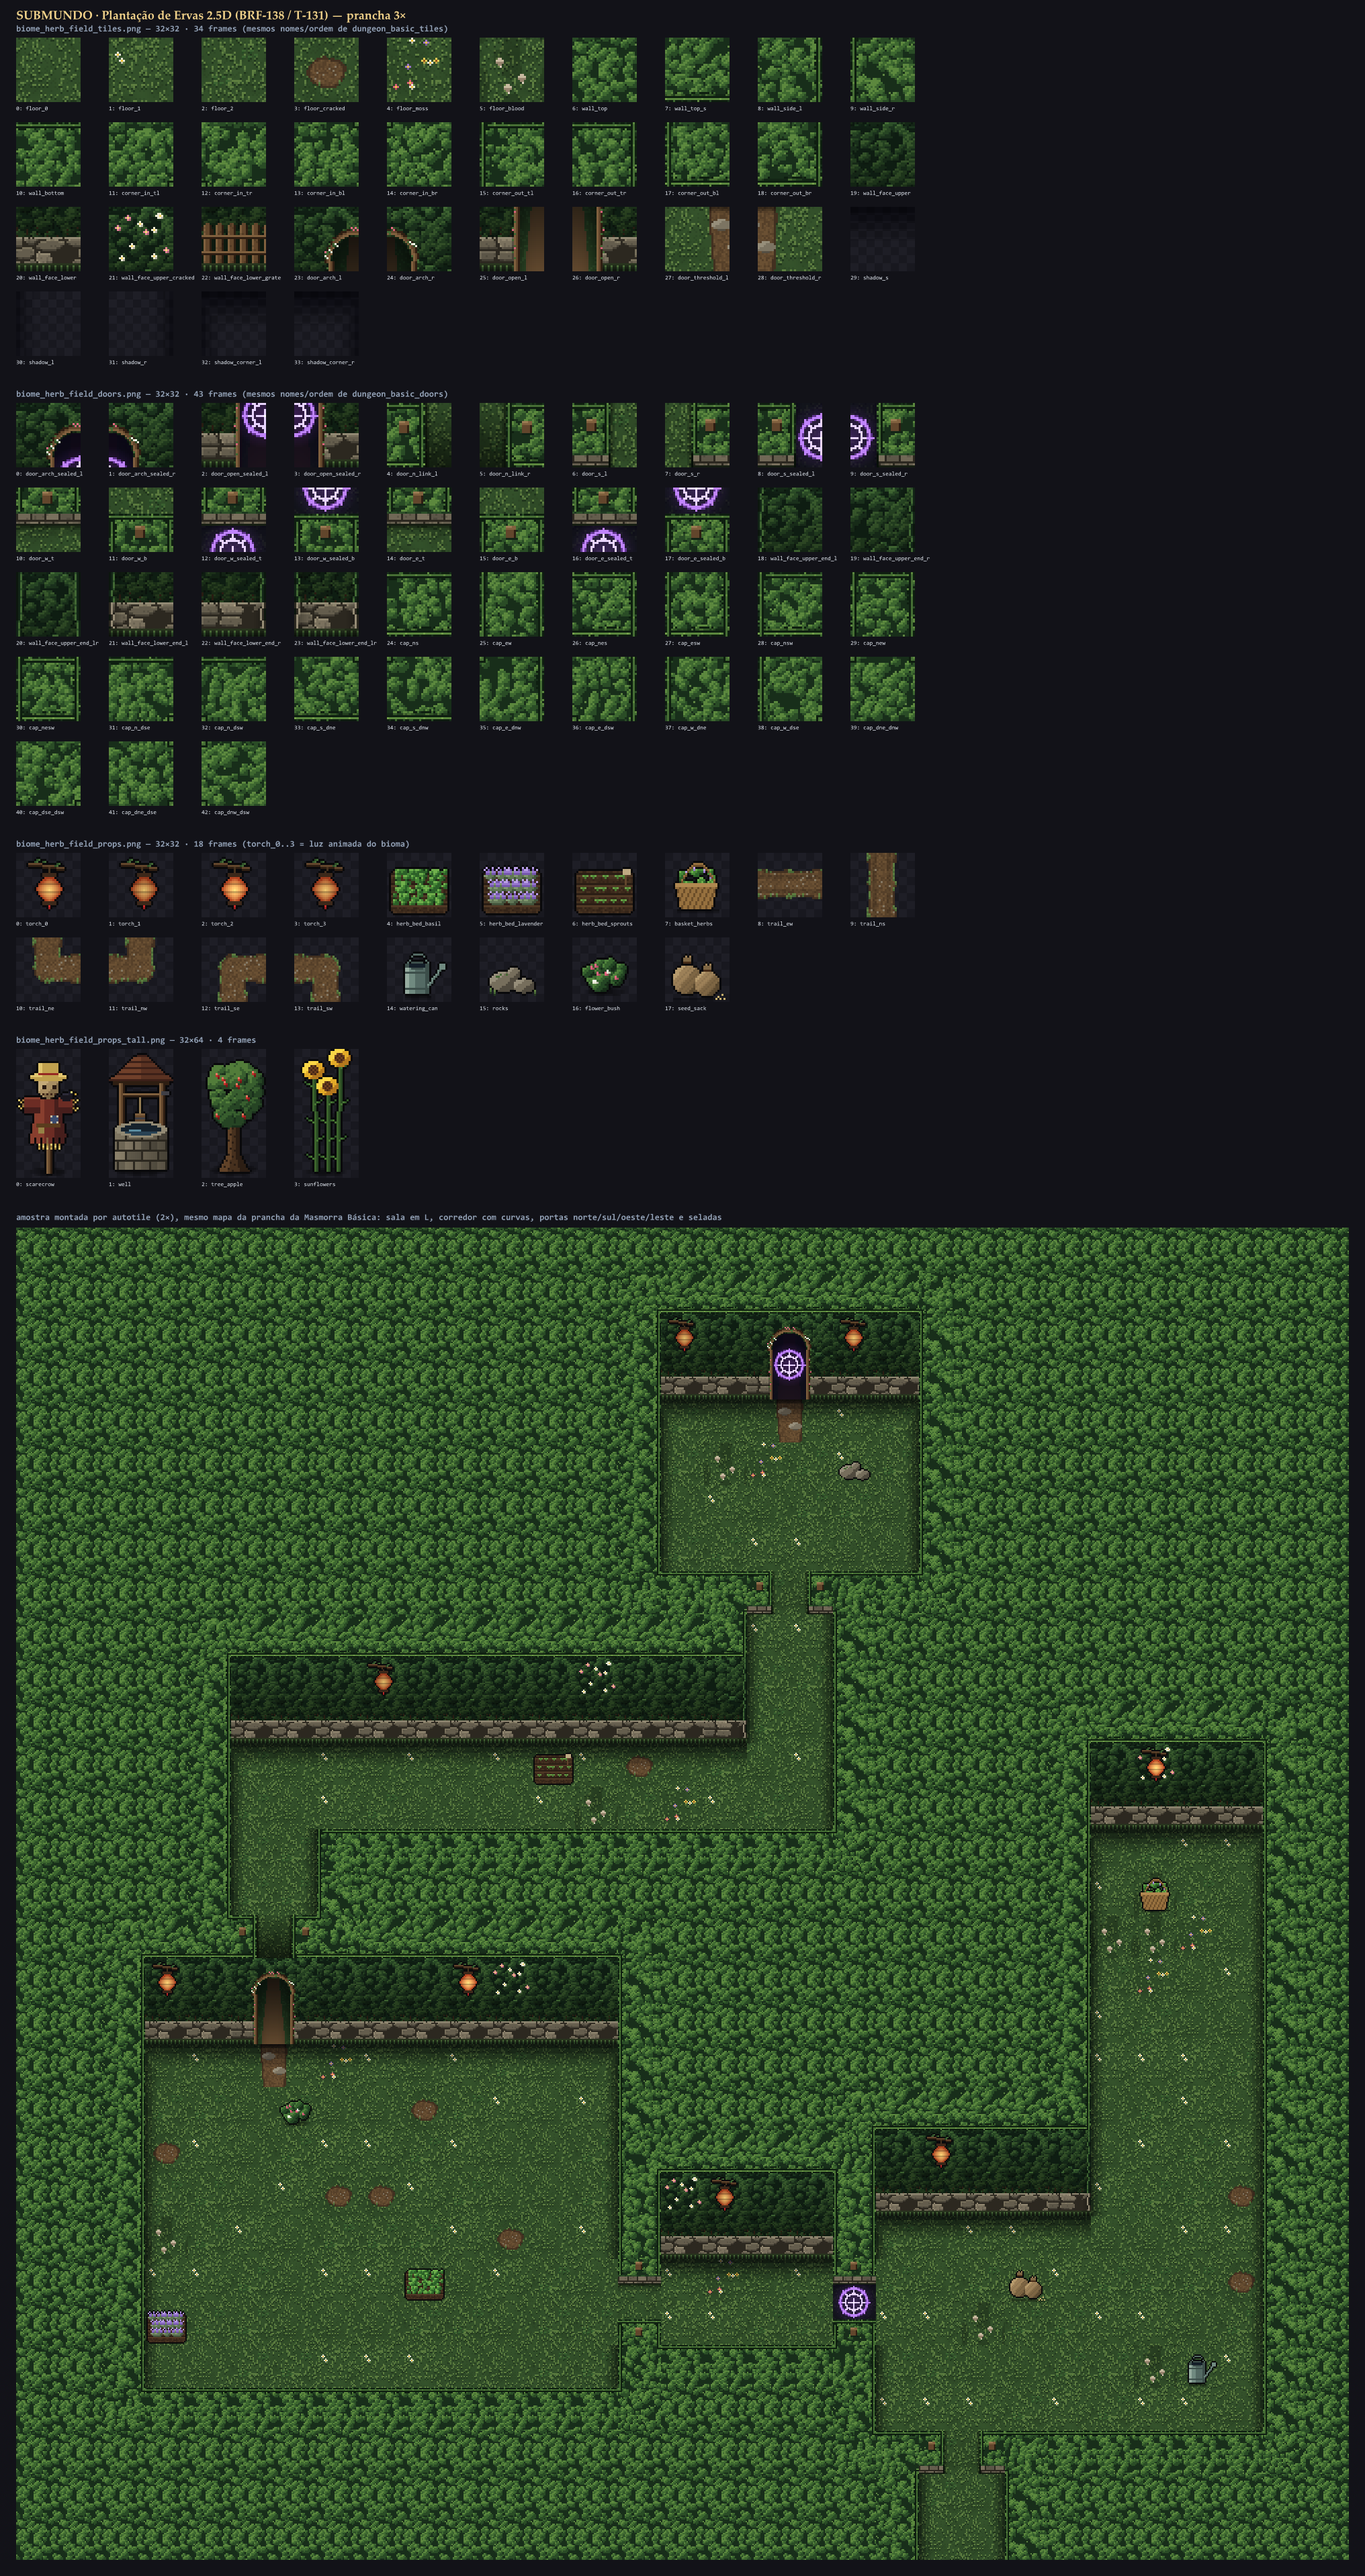 SUBMUNDO · Plantação de Ervas 2.5D (BRF-138 / T-131) — prancha 3×
biome_herb_field_tiles.png — 32×32 · 34 frames (mesmos nomes/ordem de dungeon_basic_tiles)
0: floor_0 1: floor_1 2: floor_2 3: floor_cracked 4: floor_moss 5: floor_blood 6: wall_top 7: wall_top_s 8: wall_side_l 9: wall_side_r
10: wall_bottom 11: corner_in_tl 12: corner_in_tr 13: corner_in_bl 14: corner_in_br 15: corner_out_tl 16: corner_out_tr 17: corner_out_bl 18: corner_out_br 19: wall_face_upper
20: wall_face_lower 21: wall_face_upper_cracked 22: wall_face_lower_grate 23: door_arch_l 24: door_arch_r 25: door_open_l 26: door_open_r 27: door_threshold_l 28: door_threshold_r 29: shadow_s
30: shadow_l 31: shadow_r 32: shadow_corner_l 33: shadow_corner_r
biome_herb_field_doors.png — 32×32 · 43 frames (mesmos nomes/ordem de dungeon_basic_doors)
0: door_arch_sealed_l 1: door_arch_sealed_r 2: door_open_sealed_l 3: door_open_sealed_r 4: door_n_link_l 5: door_n_link_r 6: door_s_l 7: door_s_r 8: door_s_sealed_l 9: door_s_sealed_r
10: door_w_t 11: door_w_b 12: door_w_sealed_t 13: door_w_sealed_b 14: door_e_t 15: door_e_b 16: door_e_sealed_t 17: door_e_sealed_b 18: wall_face_upper_end_l 19: wall_face_upper_end_r
20: wall_face_upper_end_lr 21: wall_face_lower_end_l 22: wall_face_lower_end_r 23: wall_face_lower_end_lr 24: cap_ns 25: cap_ew 26: cap_nes 27: cap_esw 28: cap_nsw 29: cap_new
30: cap_nesw 31: cap_n_dse 32: cap_n_dsw 33: cap_s_dne 34: cap_s_dnw 35: cap_e_dnw 36: cap_e_dsw 37: cap_w_dne 38: cap_w_dse 39: cap_dne_dnw
40: cap_dse_dsw 41: cap_dne_dse 42: cap_dnw_dsw
biome_herb_field_props.png — 32×32 · 18 frames (torch_0..3 = luz animada do bioma)
0: torch_0 1: torch_1 2: torch_2 3: torch_3 4: herb_bed_basil 5: herb_bed_lavender 6: herb_bed_sprouts 7: basket_herbs 8: trail_ew 9: trail_ns
10: trail_ne 11: trail_nw 12: trail_se 13: trail_sw 14: watering_can 15: rocks 16: flower_bush 17: seed_sack
biome_herb_field_props_tall.png — 32×64 · 4 frames
0: scarecrow 1: well 2: tree_apple 3: sunflowers
amostra montada por autotile (2×), mesmo mapa da prancha da Masmorra Básica: sala em L, corredor com curvas, portas norte/sul/oeste/leste e seladas